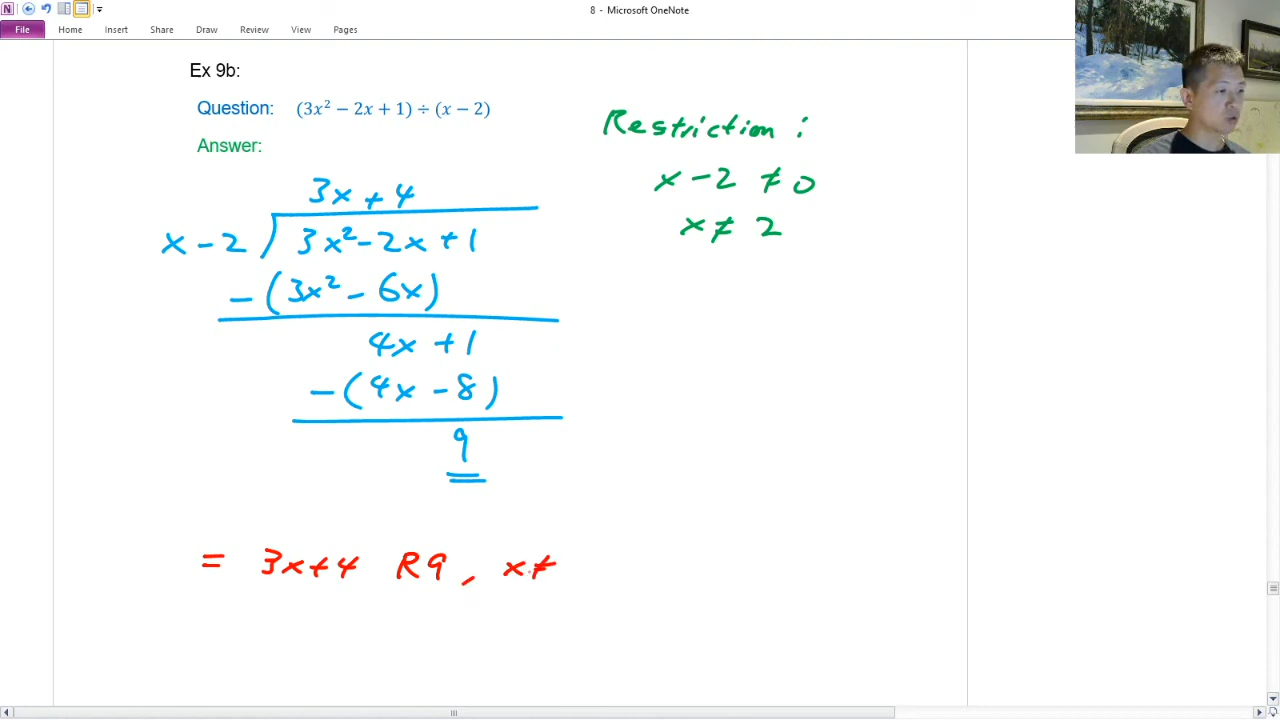 8 - Microsoft OneNote
File Home Insert Share Draw Review View Pages
Ex 9b:
Question: (3x² − 2x + 1) ÷ (x − 2)
Answer:
Restriction :
x − 2 ≠ 0
x ≠ 2
3x + 4
x − 2 ) 3x² − 2x + 1
− (3x² − 6x)
4x + 1
− (4x − 8)
9
= 3x + 4 R9 , x ≠